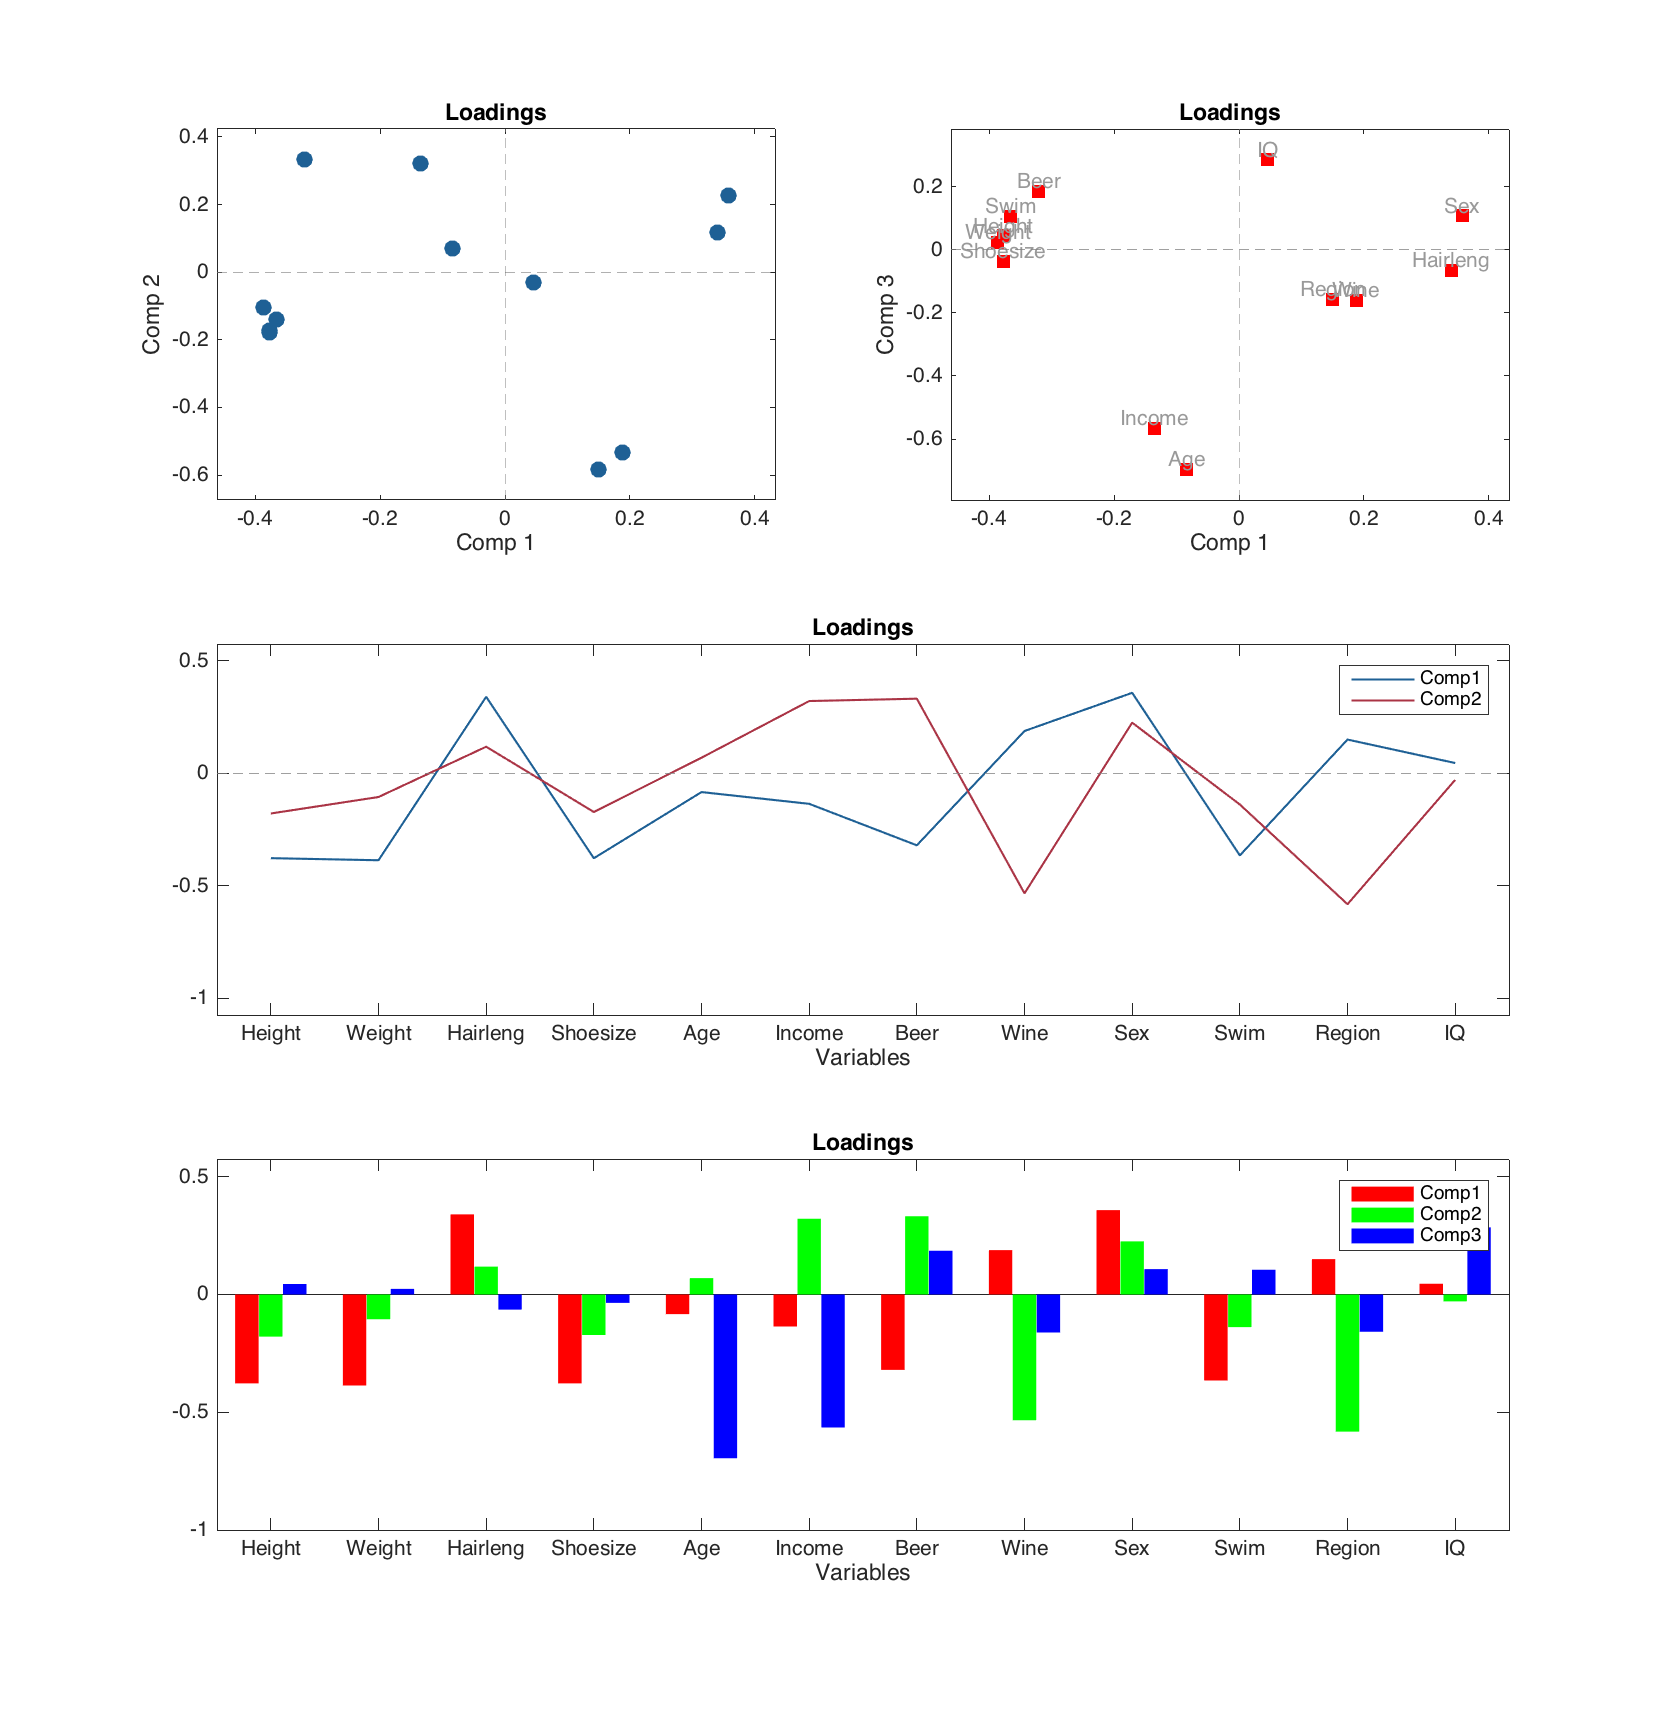 Loadings
0.4
0.2
0
-0.2
-0.4
-0.6
Comp 2
-0.4 -0.2 0 0.2 0.4
Comp 1
Loadings
0.2
0
-0.2
-0.4
-0.6
Comp 3
IQ
Beer
Swim
Sex
Height
Weight
Shoesize
Hairleng
Region
Wine
Income
Age
-0.4 -0.2 0 0.2 0.4
Comp 1
Loadings
0.5
0
-0.5
-1
Comp1
Comp2
Height Weight Hairleng Shoesize Age Income Beer Wine Sex Swim Region IQ
Variables
Loadings
0.5
0
-0.5
-1
Comp1
Comp2
Comp3
Height Weight Hairleng Shoesize Age Income Beer Wine Sex Swim Region IQ
Variables